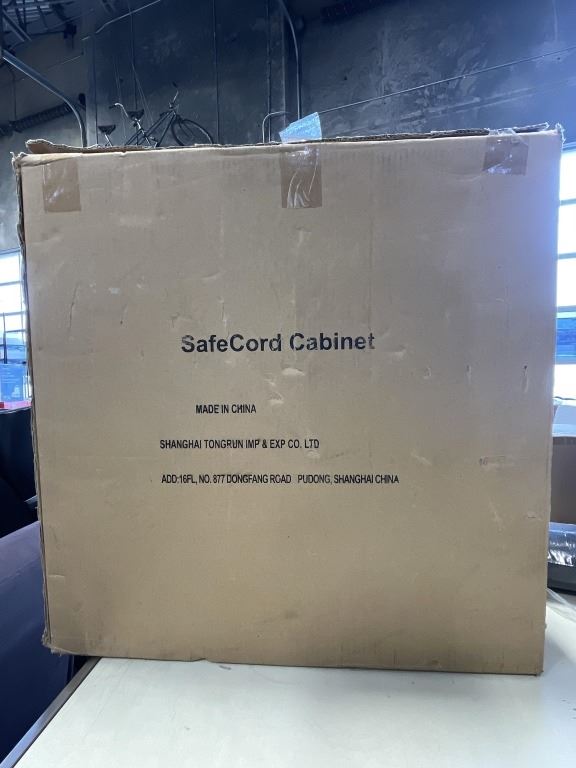 SafeCord Cabinet
MADE IN CHINA
SHANGHAI TONGRUN IMP & EXP CO. LTD
ADD:16FL, NO. 877 DONGFANG ROAD PUDONG, SHANGHAI CHINA